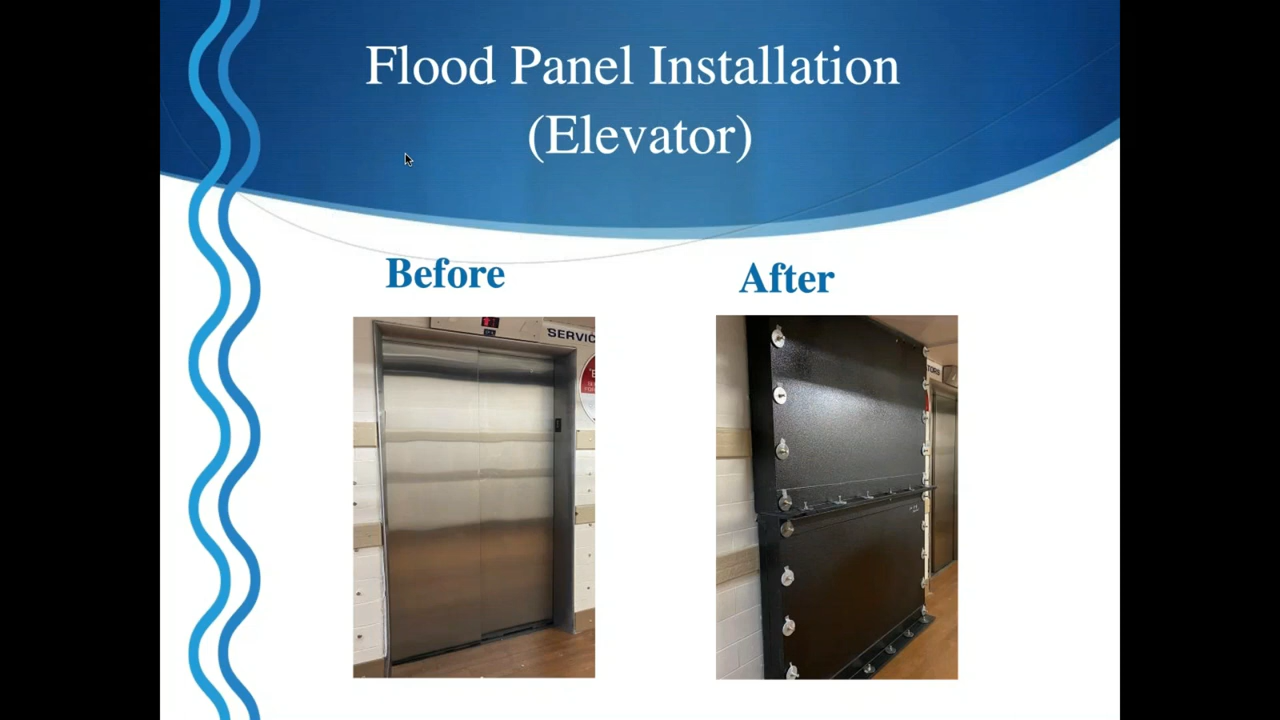 Flood Panel Installation
(Elevator)
Before
After
SERVIC